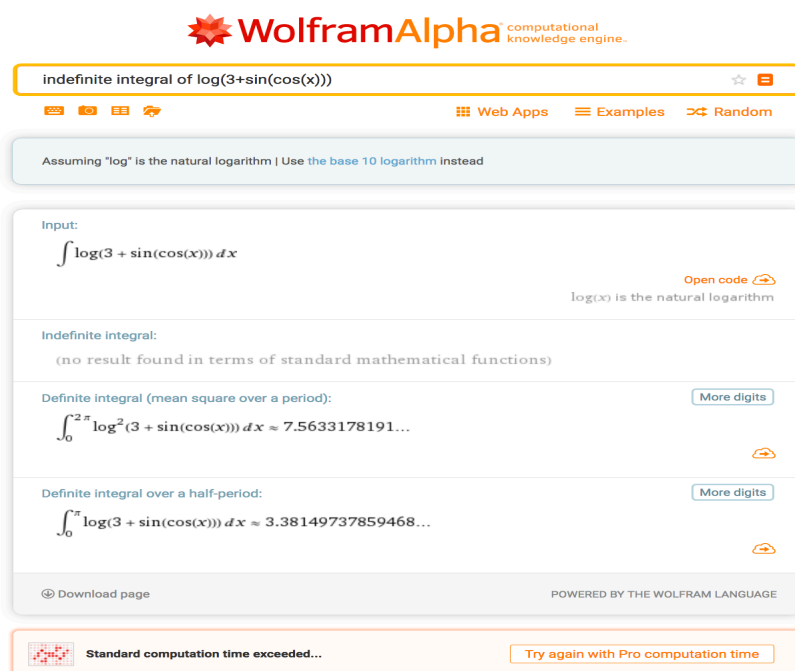 WolframAlpha computational knowledge engine.
indefinite integral of log(3+sin(cos(x)))
Web Apps Examples Random
Assuming "log" is the natural logarithm | Use the base 10 logarithm instead
Input:
∫ log(3 + sin(cos(x))) dx
Open code
log(x) is the natural logarithm
Indefinite integral:
(no result found in terms of standard mathematical functions)
Definite integral (mean square over a period): More digits
∫₀^{2π} log²(3 + sin(cos(x))) dx ≈ 7.5633178191...
Definite integral over a half-period: More digits
∫₀^π log(3 + sin(cos(x))) dx ≈ 3.38149737859468...
Download page POWERED BY THE WOLFRAM LANGUAGE
Standard computation time exceeded... Try again with Pro computation time